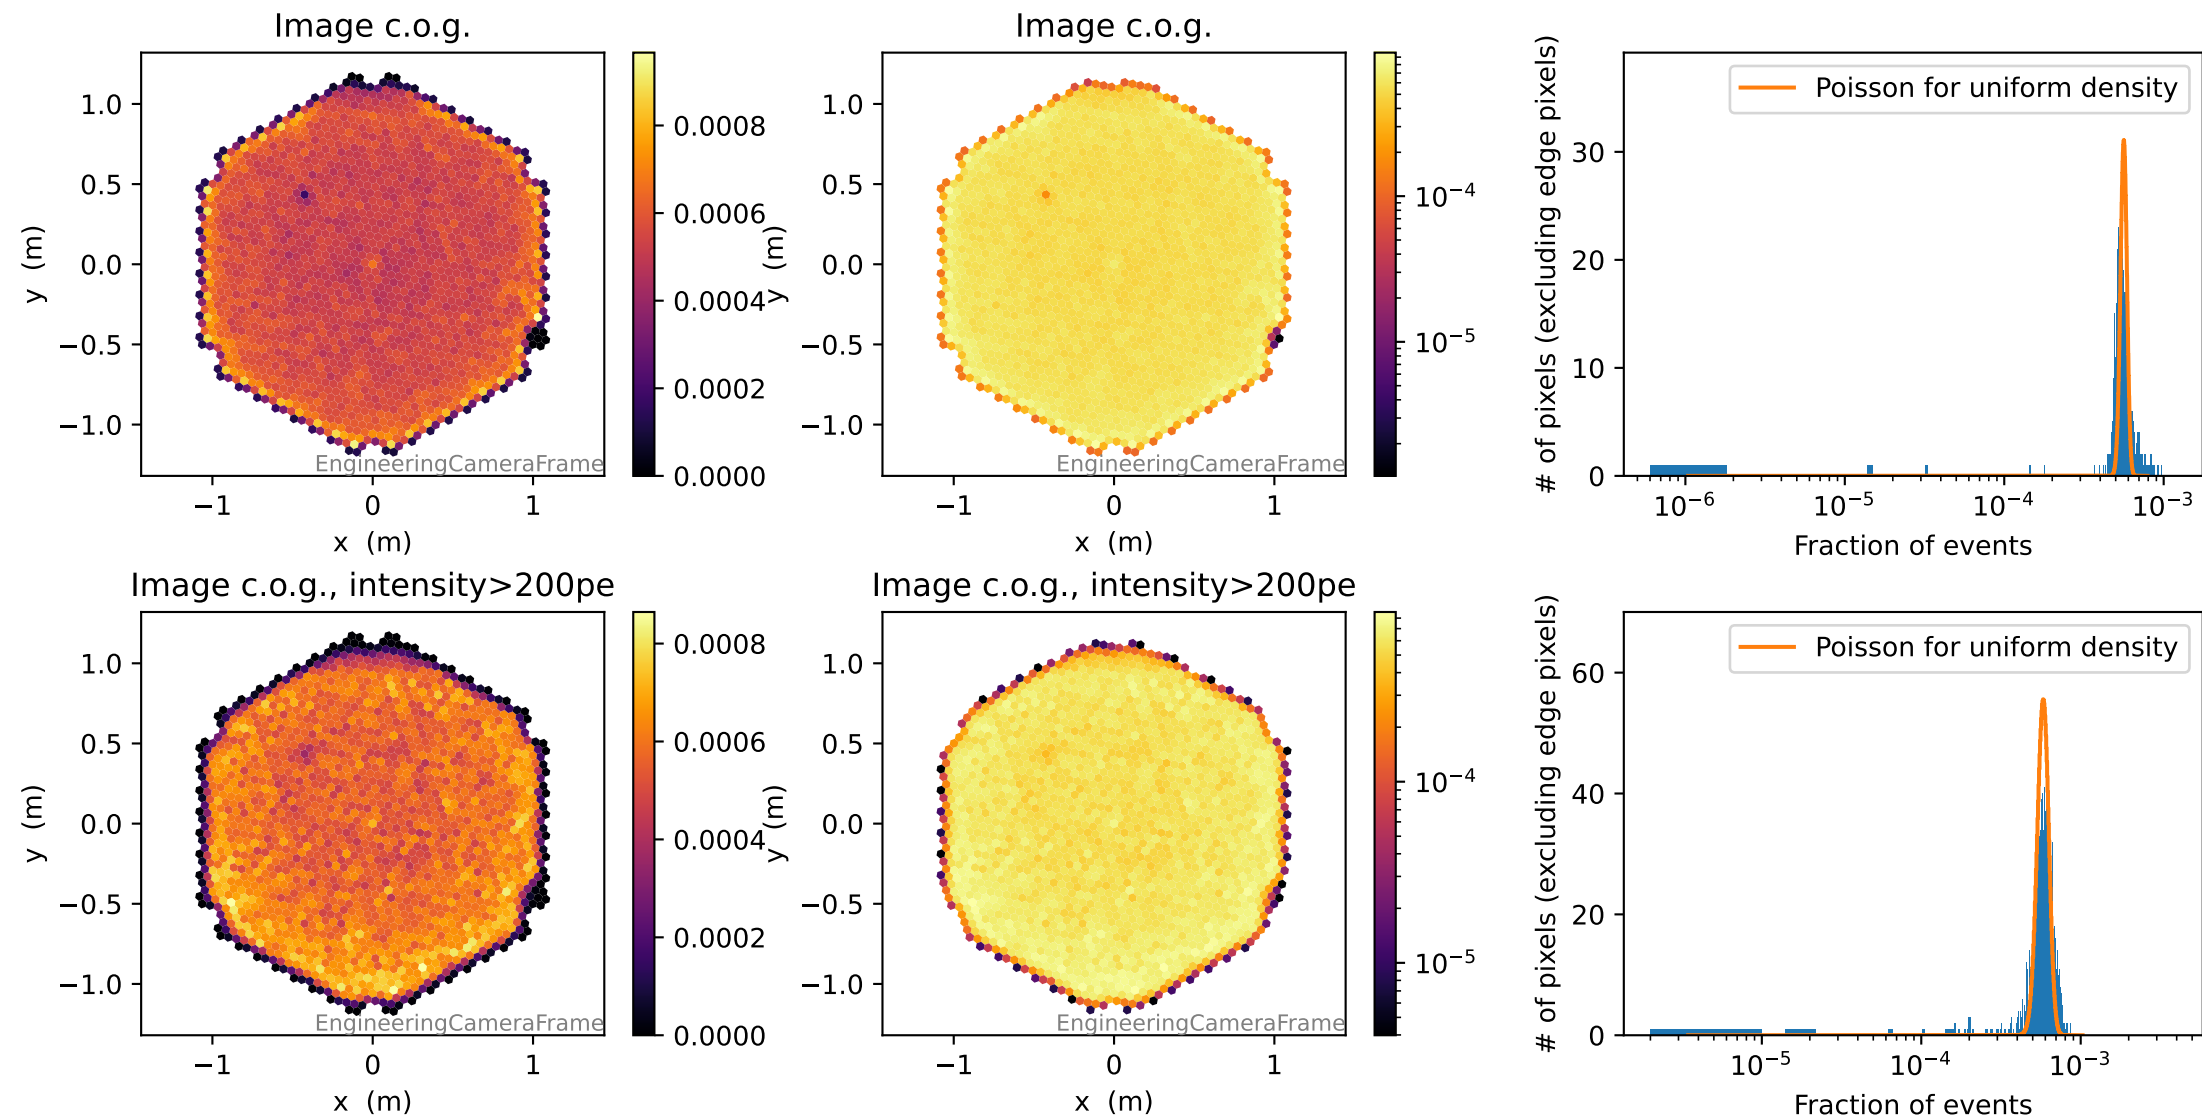 Image c.o.g.
1.0
0.5
0.0
−0.5
−1.0
y (m)
−1
0
1
x (m)
EngineeringCameraFrame
0.0008
0.0006
0.0004
0.0002
0.0000
Image c.o.g.
1.0
0.5
0.0
−0.5
−1.0
y (m)
−1
0
1
x (m)
EngineeringCameraFrame
10⁻⁴
10⁻⁵
Poisson for uniform density
# of pixels (excluding edge pixels)
30
20
10
0
10⁻⁶
10⁻⁵
10⁻⁴
10⁻³
Fraction of events
Image c.o.g., intensity>200pe
1.0
0.5
0.0
−0.5
−1.0
y (m)
−1
0
1
x (m)
EngineeringCameraFrame
0.0008
0.0006
0.0004
0.0002
0.0000
Image c.o.g., intensity>200pe
1.0
0.5
0.0
−0.5
−1.0
y (m)
−1
0
1
x (m)
EngineeringCameraFrame
10⁻⁴
10⁻⁵
Poisson for uniform density
# of pixels (excluding edge pixels)
60
40
20
0
10⁻⁵
10⁻⁴
10⁻³
Fraction of events